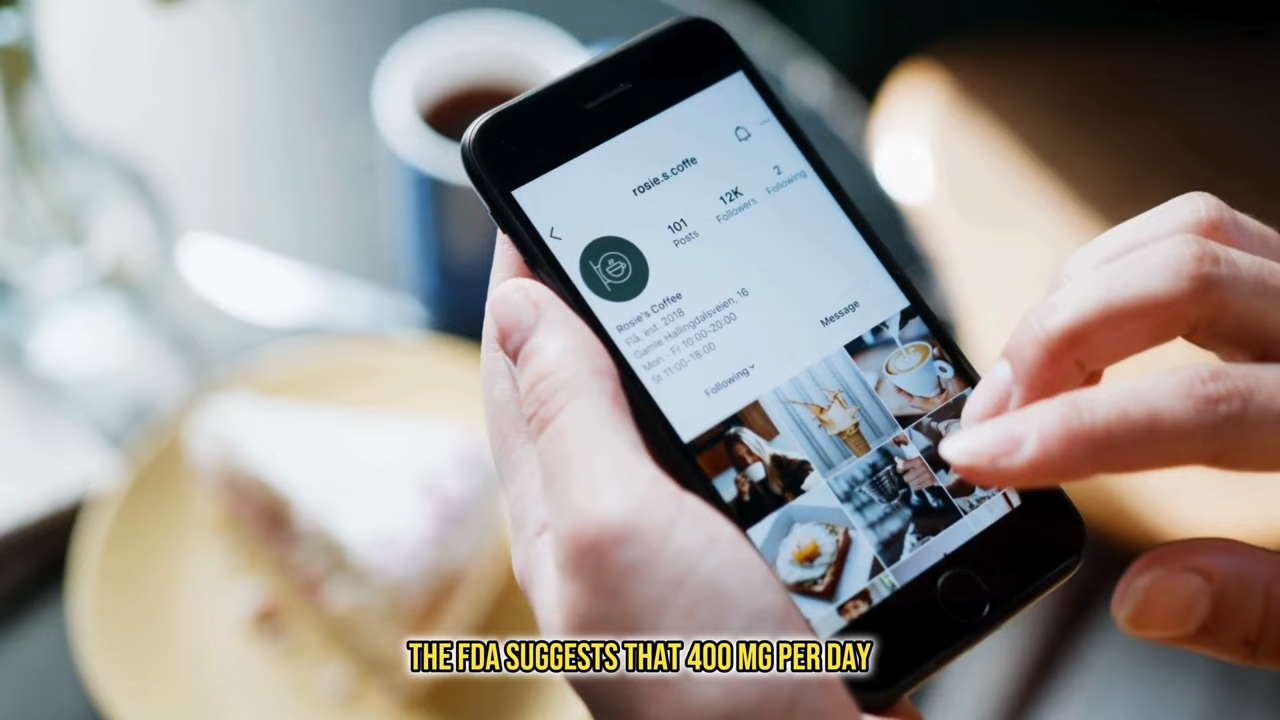 rosie.s.coffe
101 Posts
12K Followers
2 Following
Rosie's Coffee
Flå, est. 2018
Gamle Hallingdalsveien, 16
Mon - Fr 10:00-20:00
St 11:00-18:00
Following
Message
THE FDA SUGGESTS THAT 400 MG PER DAY